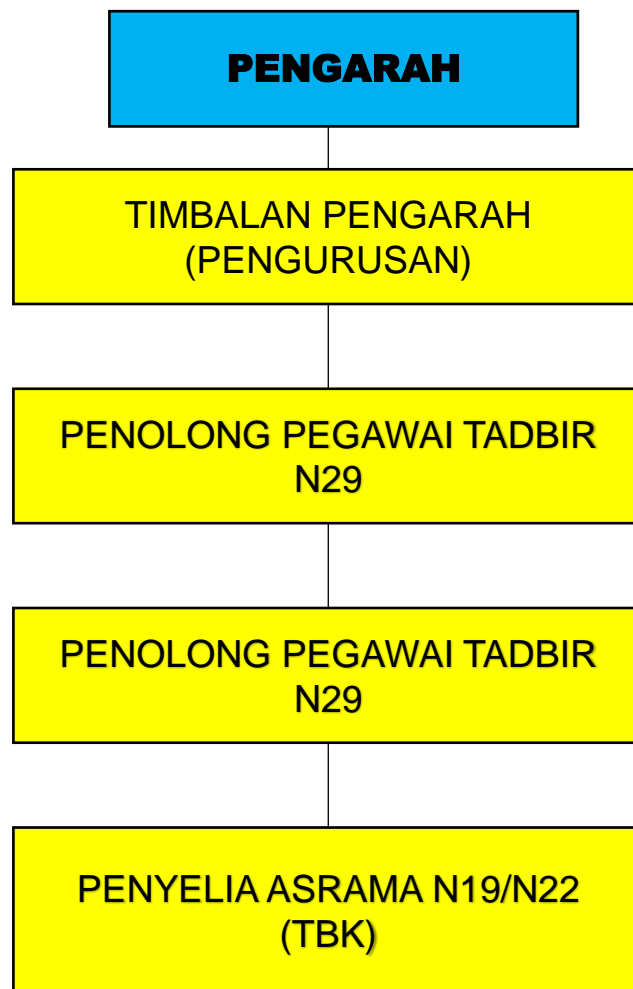 PENGARAH
TIMBALAN PENGARAH
(PENGURUSAN)
PENOLONG PEGAWAI TADBIR
N29
PENOLONG PEGAWAI TADBIR
N29
PENYELIA ASRAMA N19/N22
(TBK)